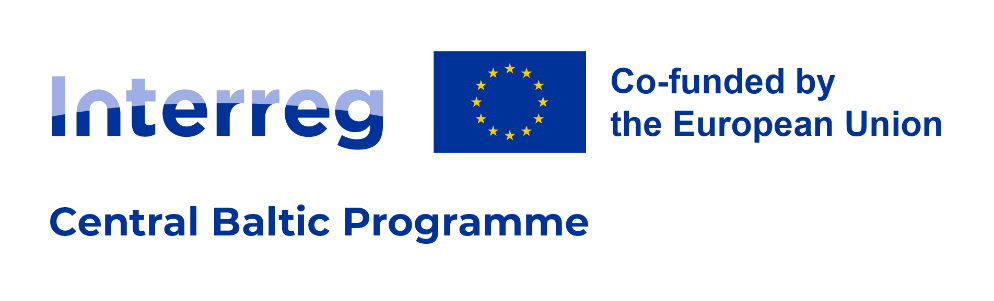 Interreg
Co-funded by
the European Union
Central Baltic Programme